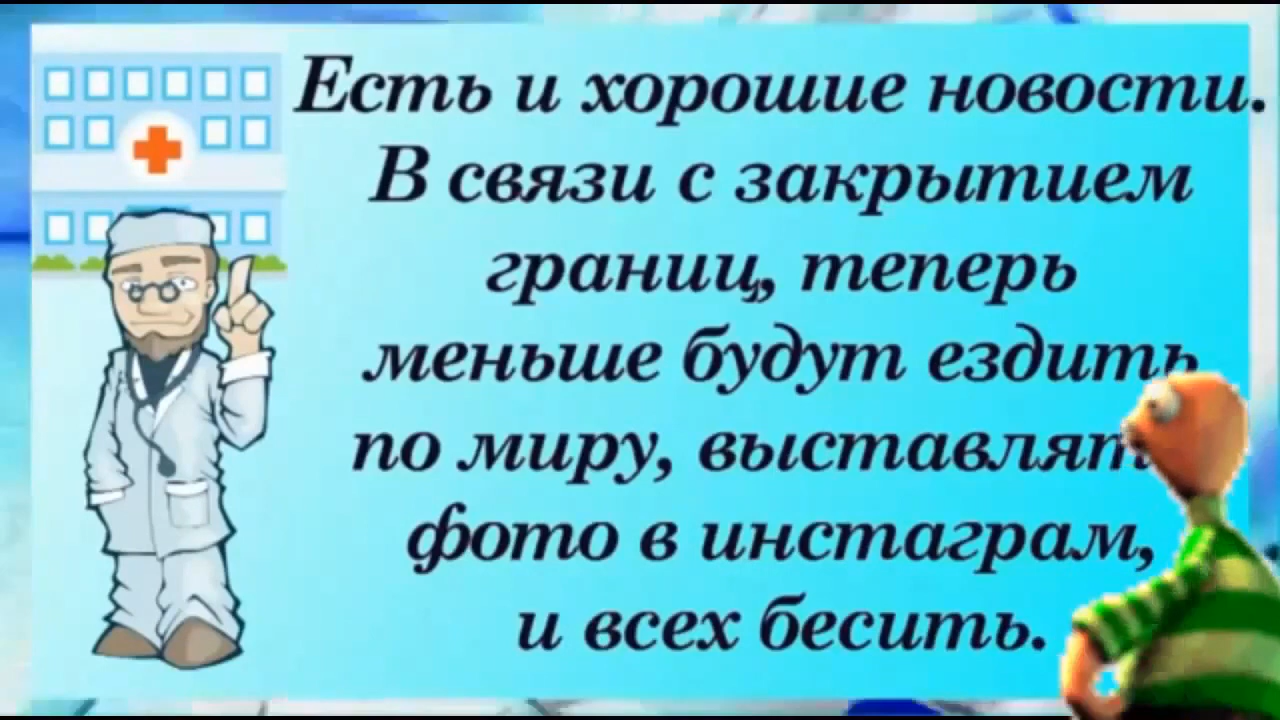 Есть и хорошие новости.
В связи с закрытием
границ, теперь
меньше будут ездить
по миру, выставлять
фото в инстаграм,
и всех бесить.